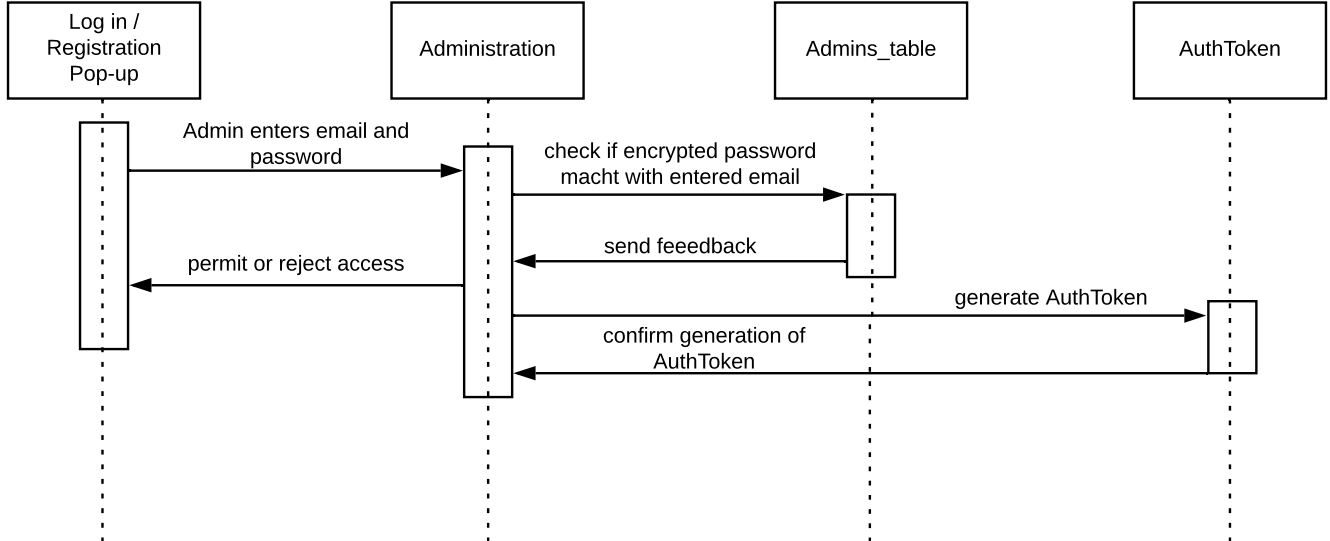 Log in /
Registration
Pop-up
Administration
Admins_table
AuthToken
Admin enters email and
password
check if encrypted password
macht with entered email
send feeedback
permit or reject access
generate AuthToken
confirm generation of
AuthToken